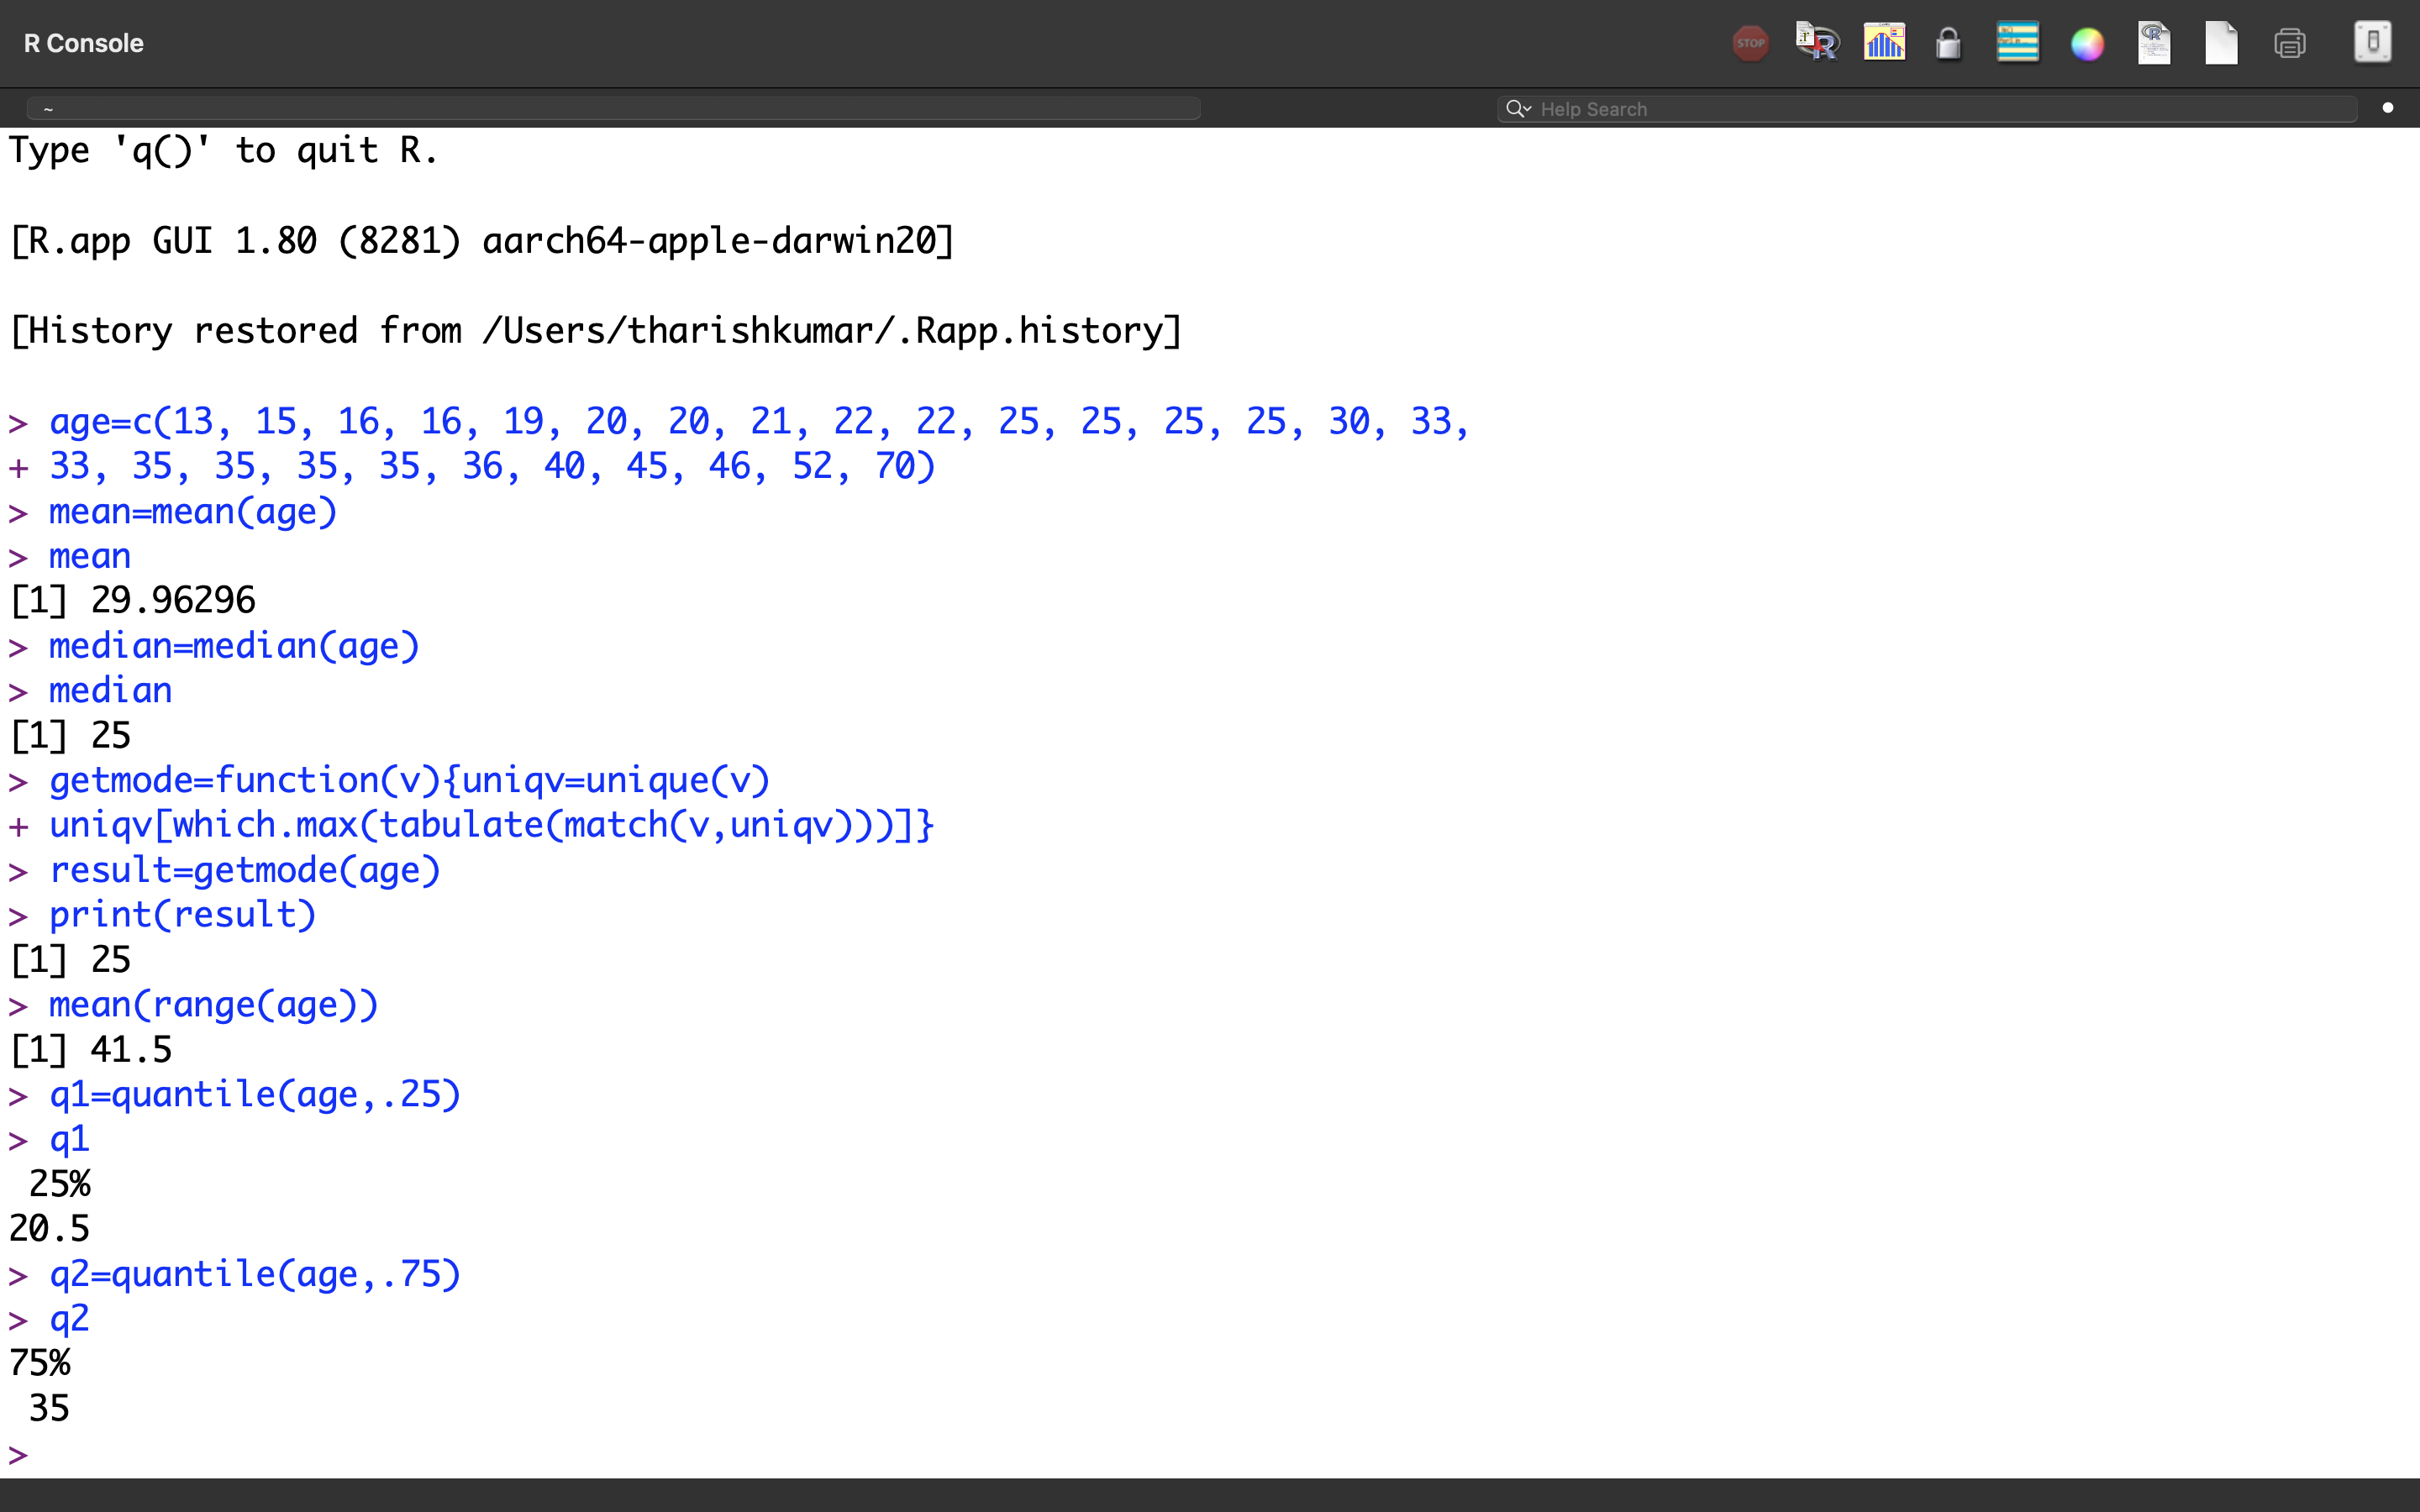 R Console
STOP
~
Help Search
Type 'q()' to quit R.
[R.app GUI 1.80 (8281) aarch64-apple-darwin20]
[History restored from /Users/tharishkumar/.Rapp.history]
> age=c(13, 15, 16, 16, 19, 20, 20, 21, 22, 22, 25, 25, 25, 25, 30, 33,
+ 33, 35, 35, 35, 35, 36, 40, 45, 46, 52, 70)
> mean=mean(age)
> mean
[1] 29.96296
> median=median(age)
> median
[1] 25
> getmode=function(v){uniqv=unique(v)
+ uniqv[which.max(tabulate(match(v,uniqv)))]}
> result=getmode(age)
> print(result)
[1] 25
> mean(range(age))
[1] 41.5
> q1=quantile(age,.25)
> q1
25%
20.5
> q2=quantile(age,.75)
> q2
75%
35
>